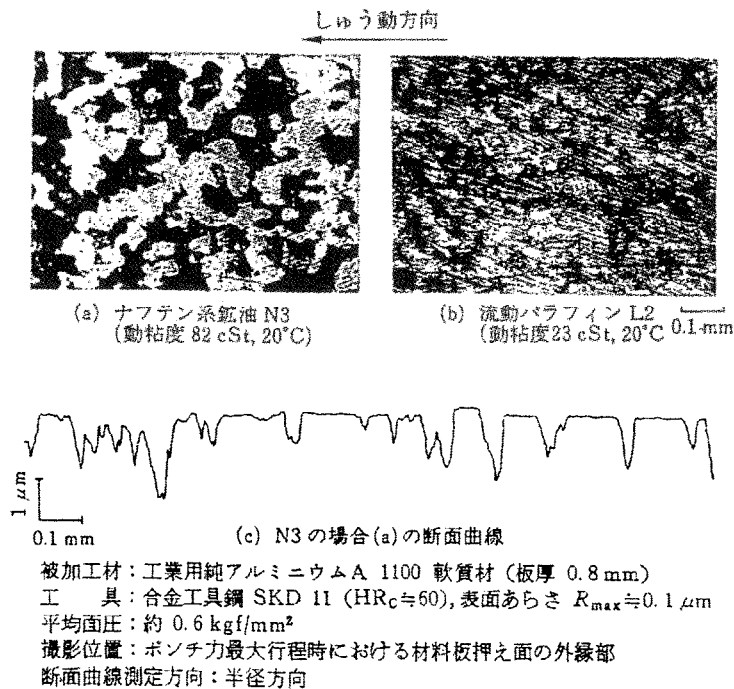 しゅう動方向
(a) ナフテン系鉱油 N3
(動粘度 82 cSt, 20°C)
(b) 流動パラフィン L2
(動粘度23 cSt, 20°C
0.1 mm
1 μm
0.1 mm
(c) N3の場合(a)の断面曲線
被加工材：工業用純アルミニウムA 1100 軟質材 (板厚 0.8mm)
工 具：合金工具鋼 SKD 11 (HRc≒60), 表面あらさ Rmax≒0.1 μm
平均面圧：約 0.6 kgf/mm²
撮影位置：ポンチ力最大行程時における材料板押え面の外縁部
断面曲線測定方向：半径方向